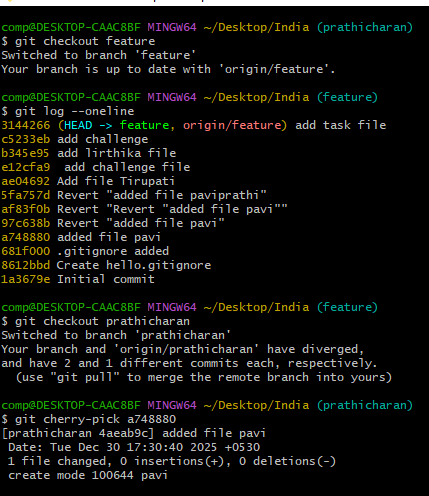 comp@DESKTOP-CAAC8BF MINGW64 ~/Desktop/India (prathicharan)
$ git checkout feature
Switched to branch 'feature'
Your branch is up to date with 'origin/feature'.

comp@DESKTOP-CAAC8BF MINGW64 ~/Desktop/India (feature)
$ git log --oneline
3144266 (HEAD -> feature, origin/feature) add task file
c5233eb add challenge
b345e95 add lirthika file
e12cfa9  add challenge file
ae04692 Add file Tirupati
5fa757d Revert "added file paviprathi"
af83f0b Revert "Revert "added file pavi""
97c638b Revert "added file pavi"
a748880 added file pavi
681f000 .gitignore added
8612bbd Create hello.gitignore
1a3679e Initial commit

comp@DESKTOP-CAAC8BF MINGW64 ~/Desktop/India (feature)
$ git checkout prathicharan
Switched to branch 'prathicharan'
Your branch and 'origin/prathicharan' have diverged,
and have 2 and 1 different commits each, respectively.
  (use "git pull" to merge the remote branch into yours)

comp@DESKTOP-CAAC8BF MINGW64 ~/Desktop/India (prathicharan)
$ git cherry-pick a748880
[prathicharan 4aeab9c] added file pavi
 Date: Tue Dec 30 17:30:40 2025 +0530
 1 file changed, 0 insertions(+), 0 deletions(-)
 create mode 100644 pavi